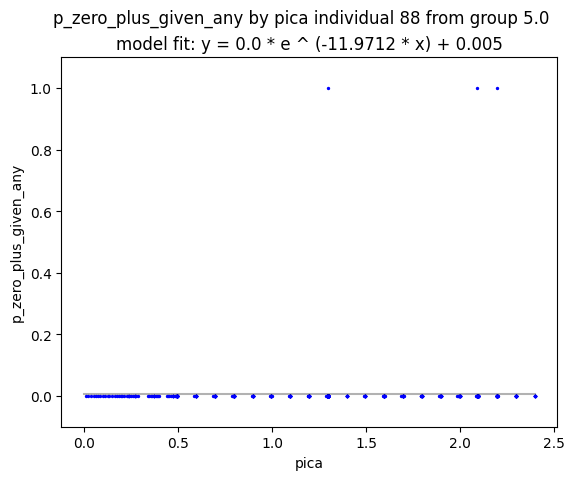 p_zero_plus_given_any by pica individual 88 from group 5.0
model fit: y = 0.0 * e ^ (-11.9712 * x) + 0.005
1.0
0.8
0.6
0.4
0.2
0.0
p_zero_plus_given_any
0.0 0.5 1.0 1.5 2.0 2.5
pica